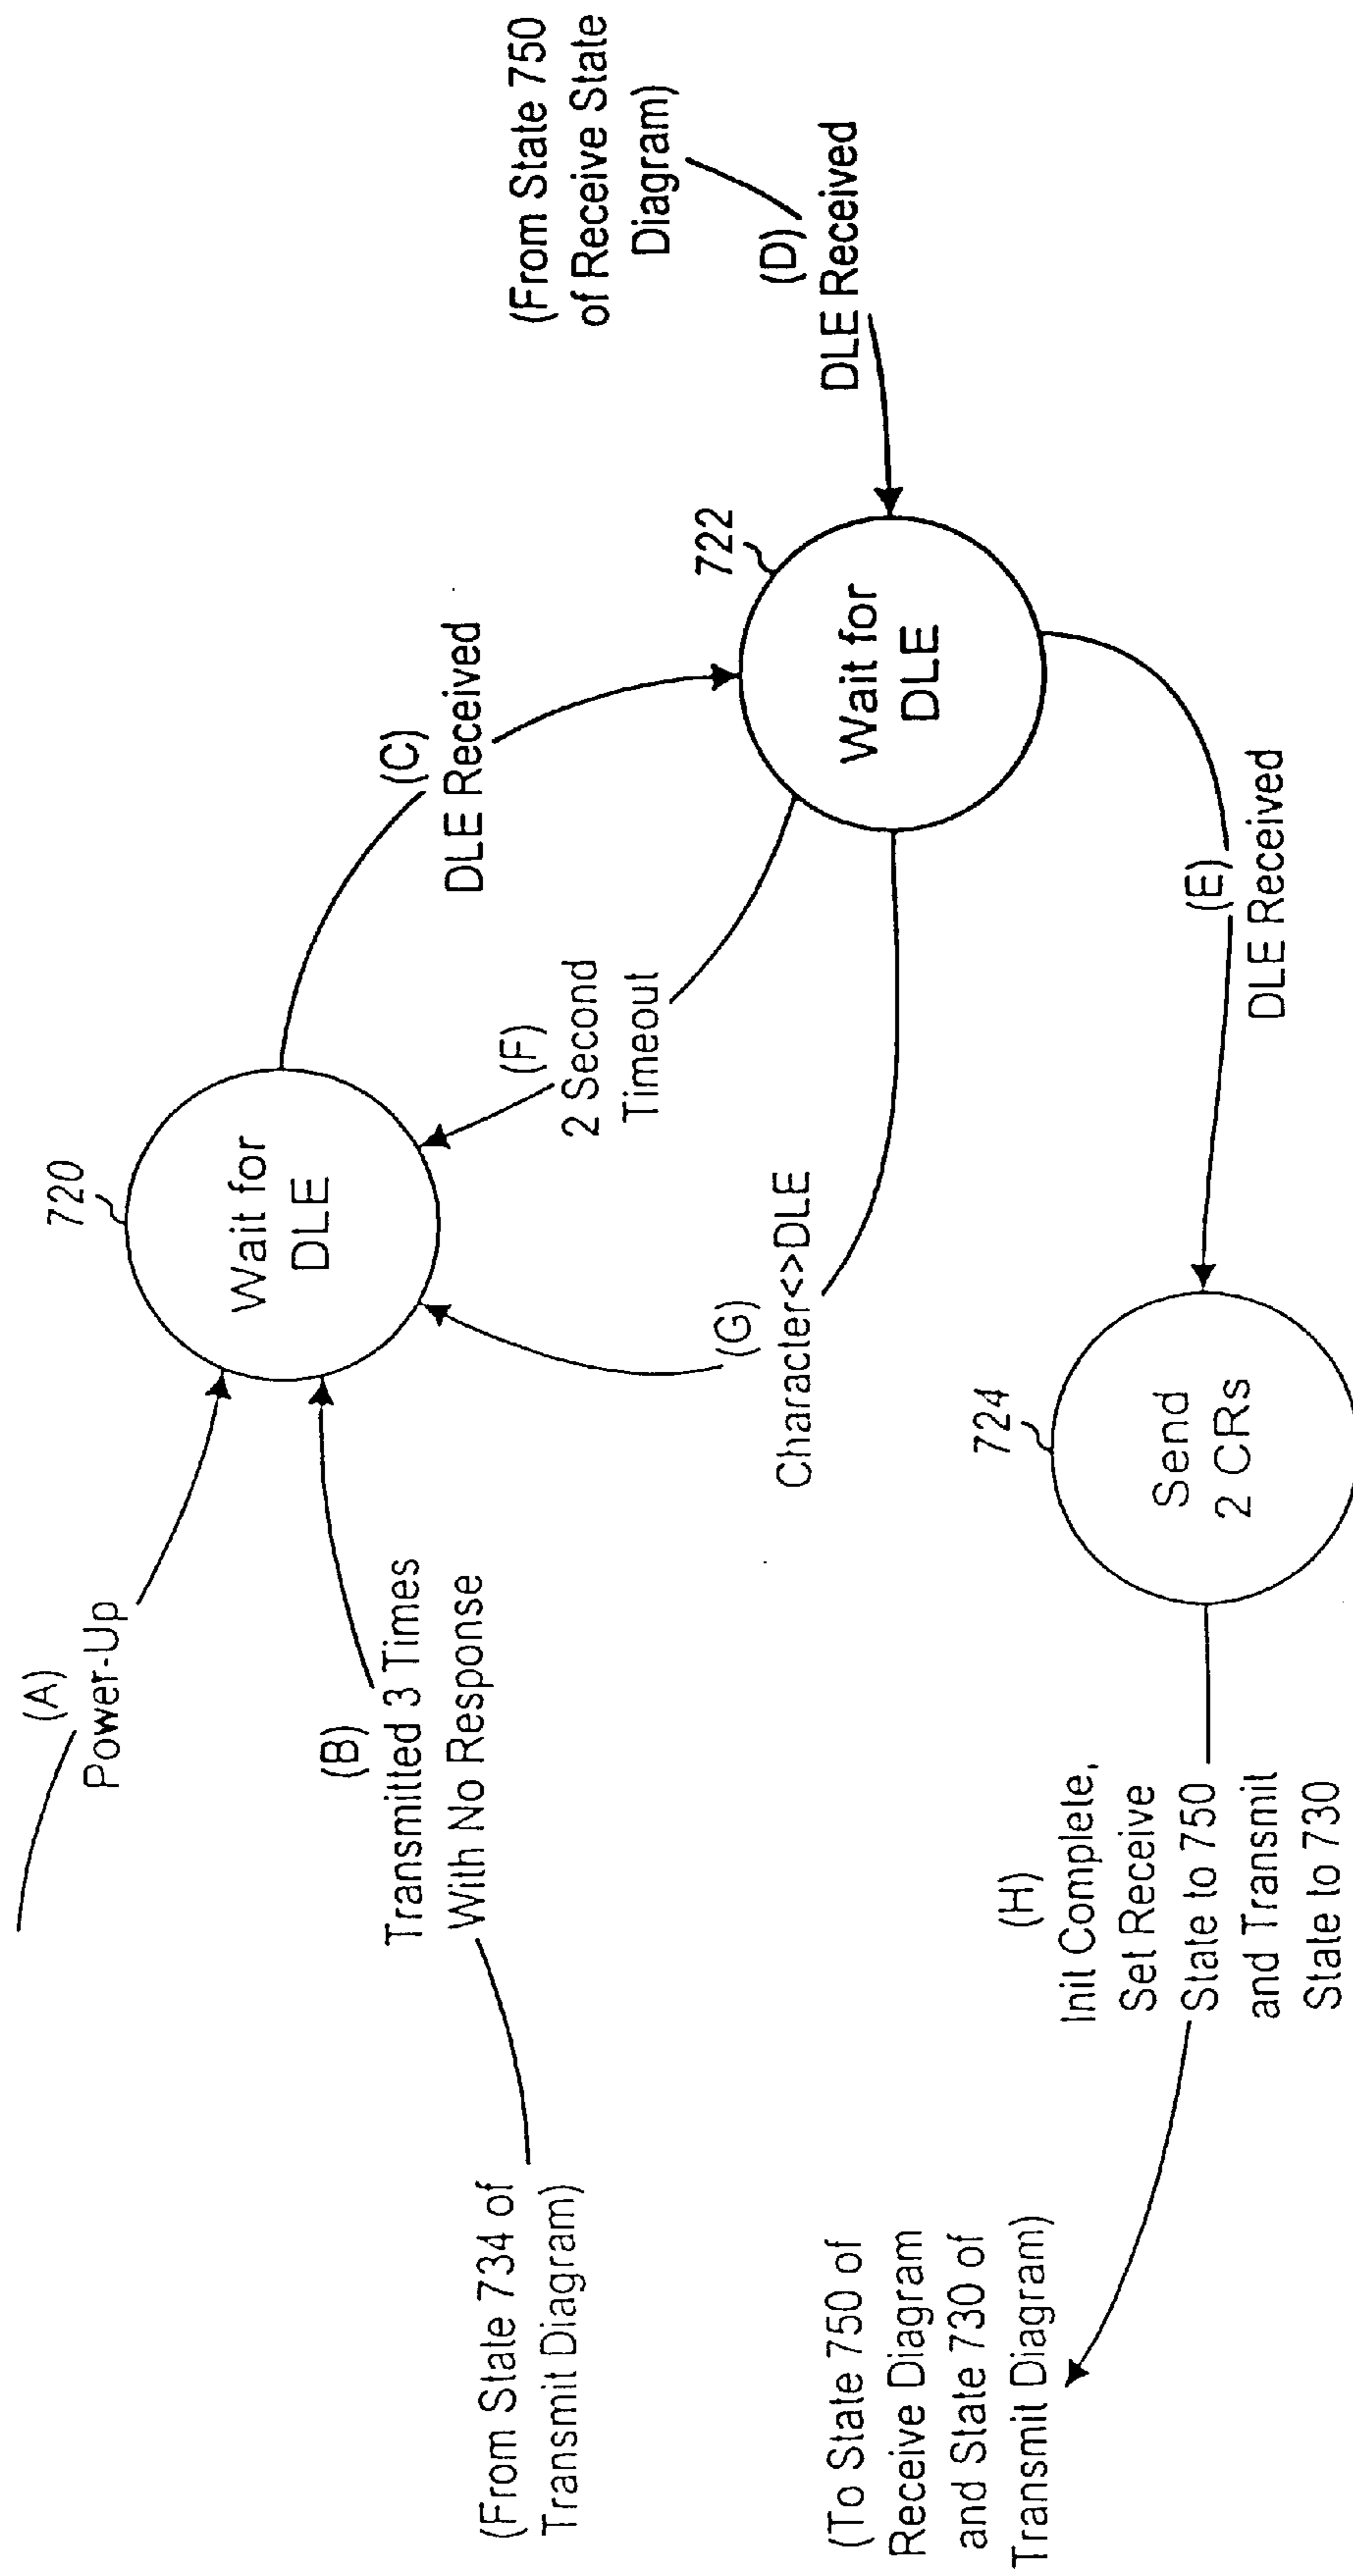 (A)
Power-Up
720
Wait for
DLE
(B)
Transmitted 3 Times
With No Response
(From State 734 of
Transmit Diagram)
(C)
DLE Received
(F)
2 Second
Timeout
(G)
Character<>DLE
722
Wait for
DLE
(From State 750
of Receive State
Diagram)
(D)
DLE Received
(E)
DLE Received
724
Send
2 CRs
(H)
Init Complete,
Set Receive
State to 750
and Transmit
State to 730
(To State 750 of
Receive Diagram
and State 730 of
Transmit Diagram)